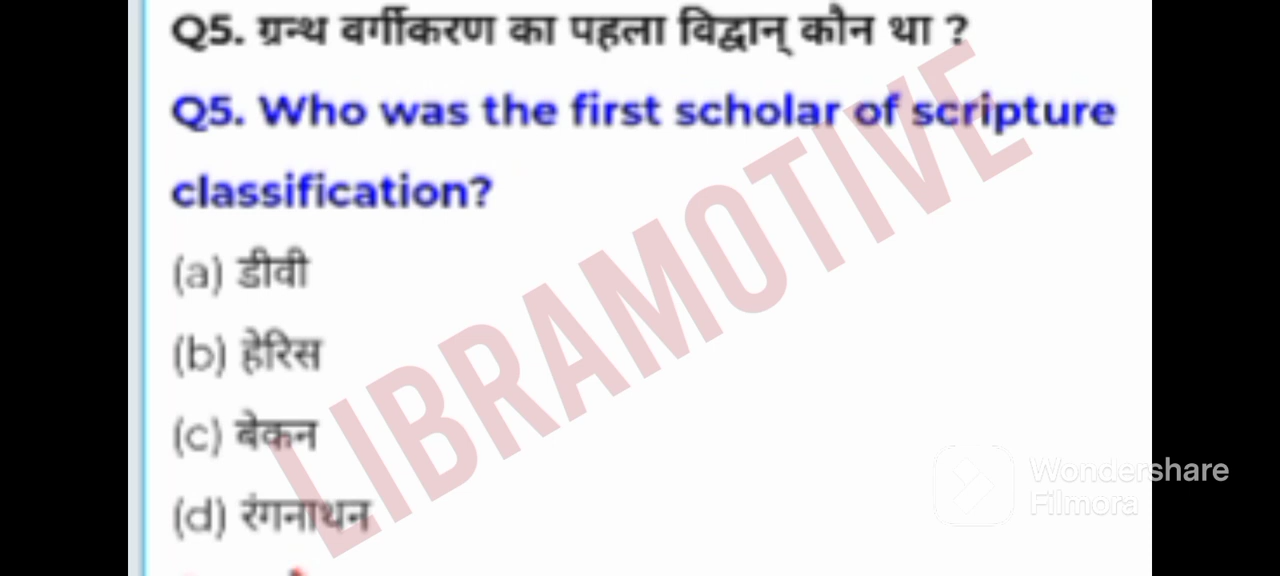 Q5. ग्रन्थ वर्गीकरण का पहला विद्वान् कौन था ?
Q5. Who was the first scholar of scripture
classification?
(a) डीवी
(b) हेरिस
(c) बेकन
(d) रंगनाथन
LIBRAMOTIVE
Wondershare
Filmora